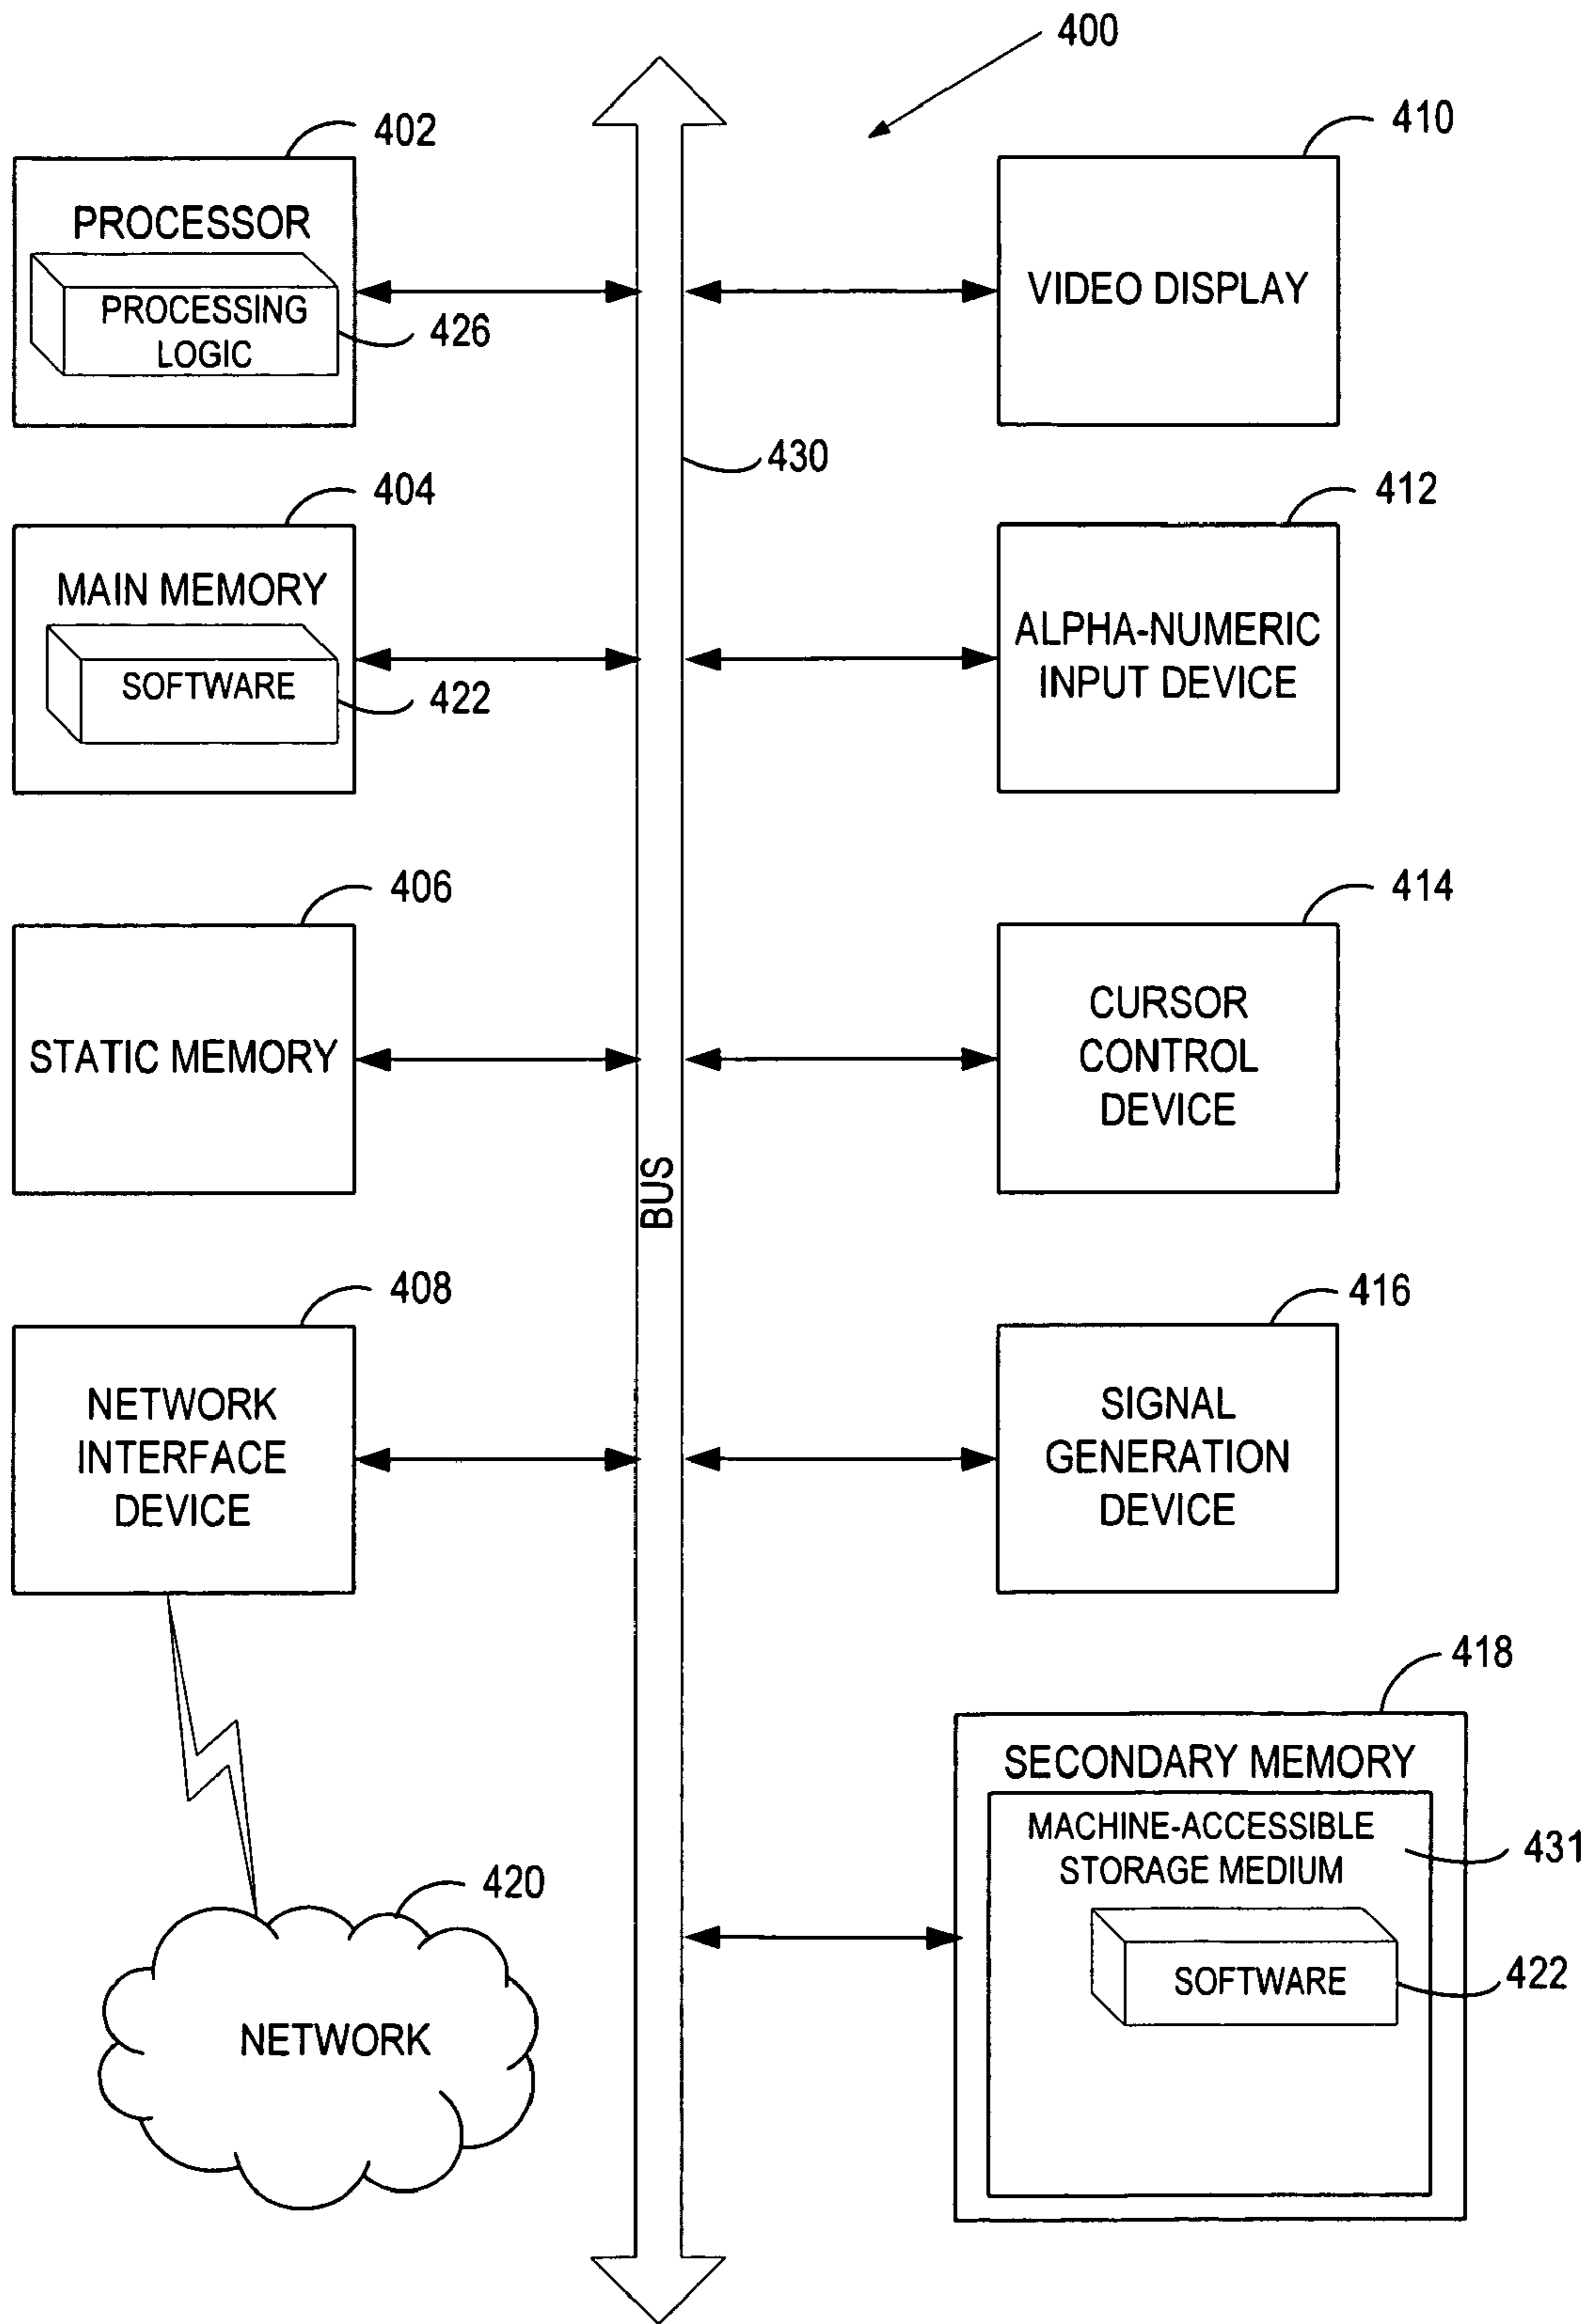 400
402
PROCESSOR
PROCESSING
LOGIC
426
410
VIDEO DISPLAY
430
404
MAIN MEMORY
SOFTWARE
422
412
ALPHA-NUMERIC
INPUT DEVICE
406
STATIC MEMORY
414
CURSOR
CONTROL
DEVICE
BUS
408
NETWORK
INTERFACE
DEVICE
416
SIGNAL
GENERATION
DEVICE
418
SECONDARY MEMORY
MACHINE-ACCESSIBLE
STORAGE MEDIUM
431
SOFTWARE
422
420
NETWORK